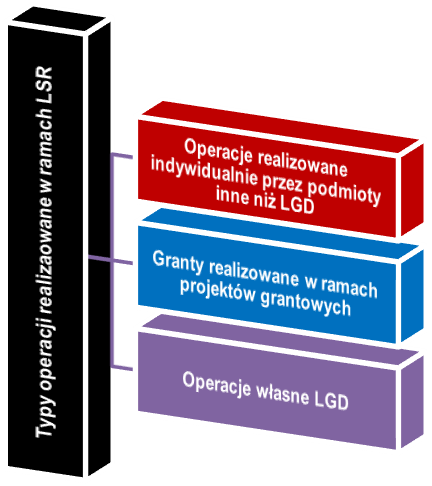 Typy operacji realizaowane w ramach LSR
Operacje realizowane
indywidualnie przez podmioty
inne niż LGD
Granty realizowane w ramach
projektów grantowych
Operacje własne LGD